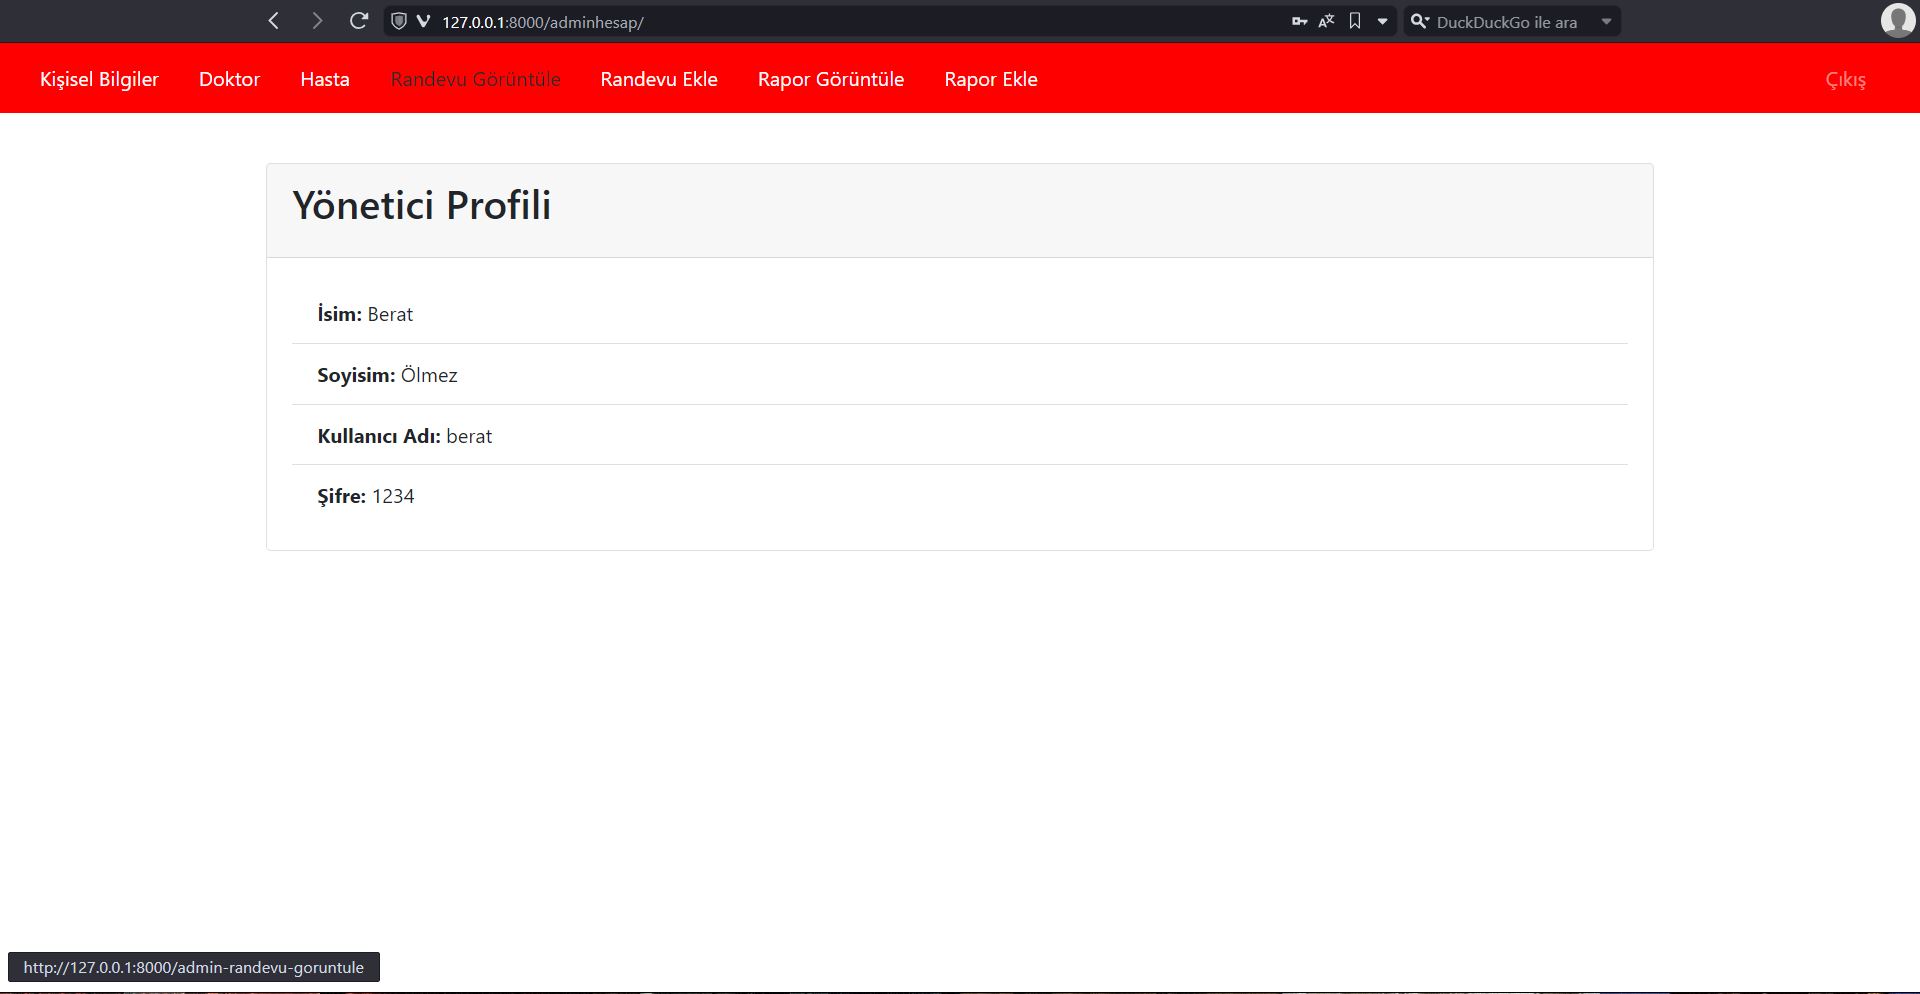 127.0.0.1:8000/adminhesap/ DuckDuckGo ile ara
Kişisel Bilgiler Doktor Hasta Randevu Görüntüle Randevu Ekle Rapor Görüntüle Rapor Ekle Çıkış
Yönetici Profili
İsim: Berat
Soyisim: Ölmez
Kullanıcı Adı: berat
Şifre: 1234
http://127.0.0.1:8000/admin-randevu-goruntule